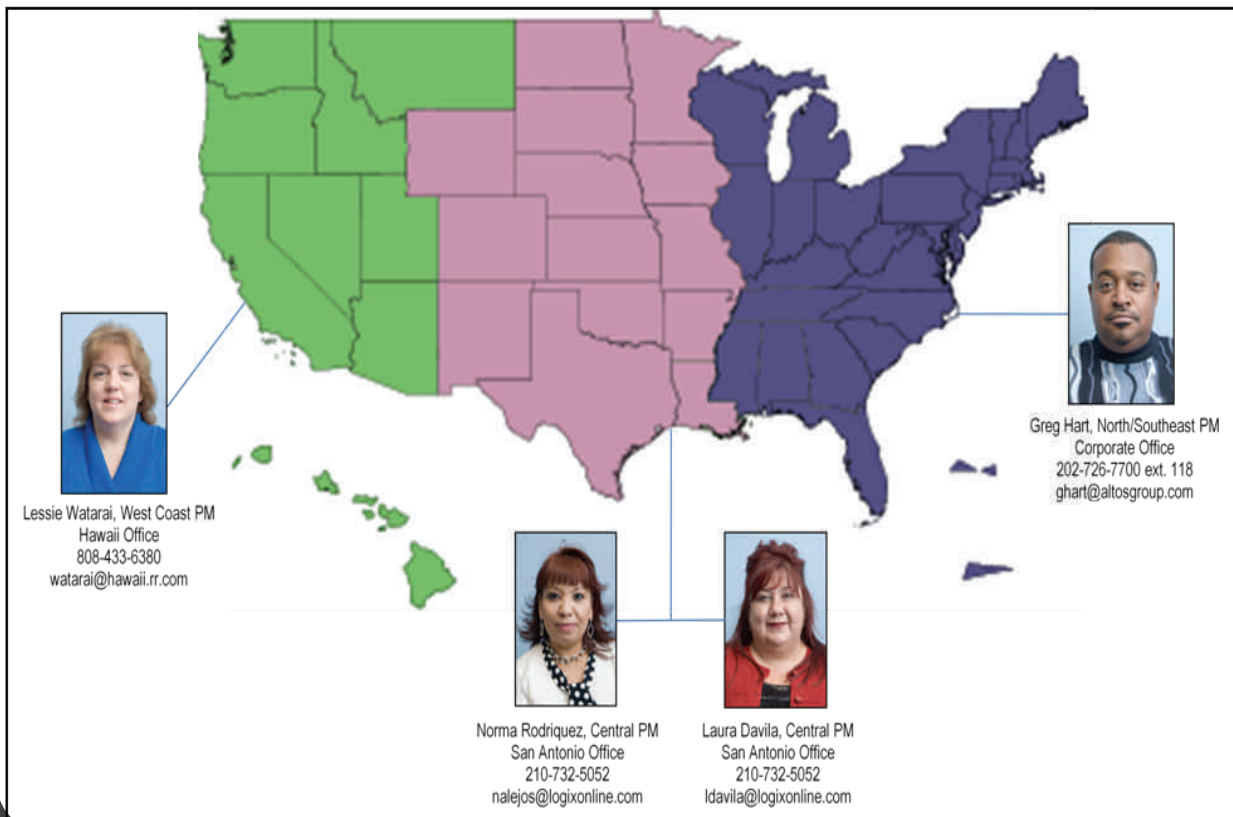 Lessie Watarai, West Coast PM
Hawaii Office
808-433-6380
watarai@hawaii.rr.com
Norma Rodriquez, Central PM
San Antonio Office
210-732-5052
nalejos@logixonline.com
Laura Davila, Central PM
San Antonio Office
210-732-5052
ldavila@logixonline.com
Greg Hart, North/Southeast PM
Corporate Office
202-726-7700 ext. 118
ghart@altosgroup.com